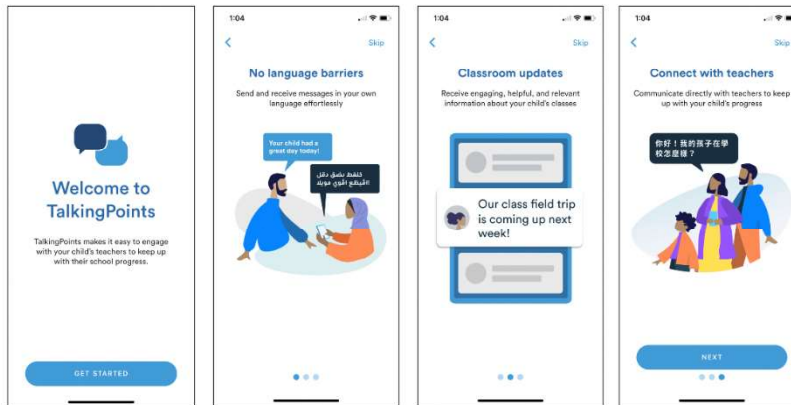 Welcome to
TalkingPoints
TalkingPoints makes it easy to engage
with your child's teachers to keep up
with their school progress.
GET STARTED
1:04
Skip
No language barriers
Send and receive messages in your own
language effortlessly
Your child had a
great day today!
1:04
Skip
Classroom updates
Receive engaging, helpful, and relevant
information about your child's classes
Our class field trip
is coming up next
week!
1:04
Skip
Connect with teachers
Communicate directly with teachers to keep
up with your child's progress
你好！我的孩子在學
校怎麼樣？
NEXT